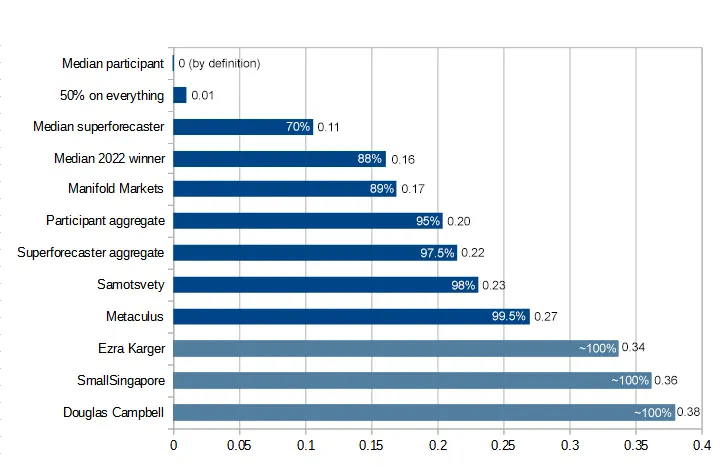 Median participant 0 (by definition)
50% on everything 0.01
Median superforecaster 70% 0.11
Median 2022 winner 88% 0.16
Manifold Markets 89% 0.17
Participant aggregate 95% 0.20
Superforecaster aggregate 97.5% 0.22
Samotsvety 98% 0.23
Metaculus 99.5% 0.27
Ezra Karger ~100% 0.34
SmallSingapore ~100% 0.36
Douglas Campbell ~100% 0.38
0 0.05 0.1 0.15 0.2 0.25 0.3 0.35 0.4